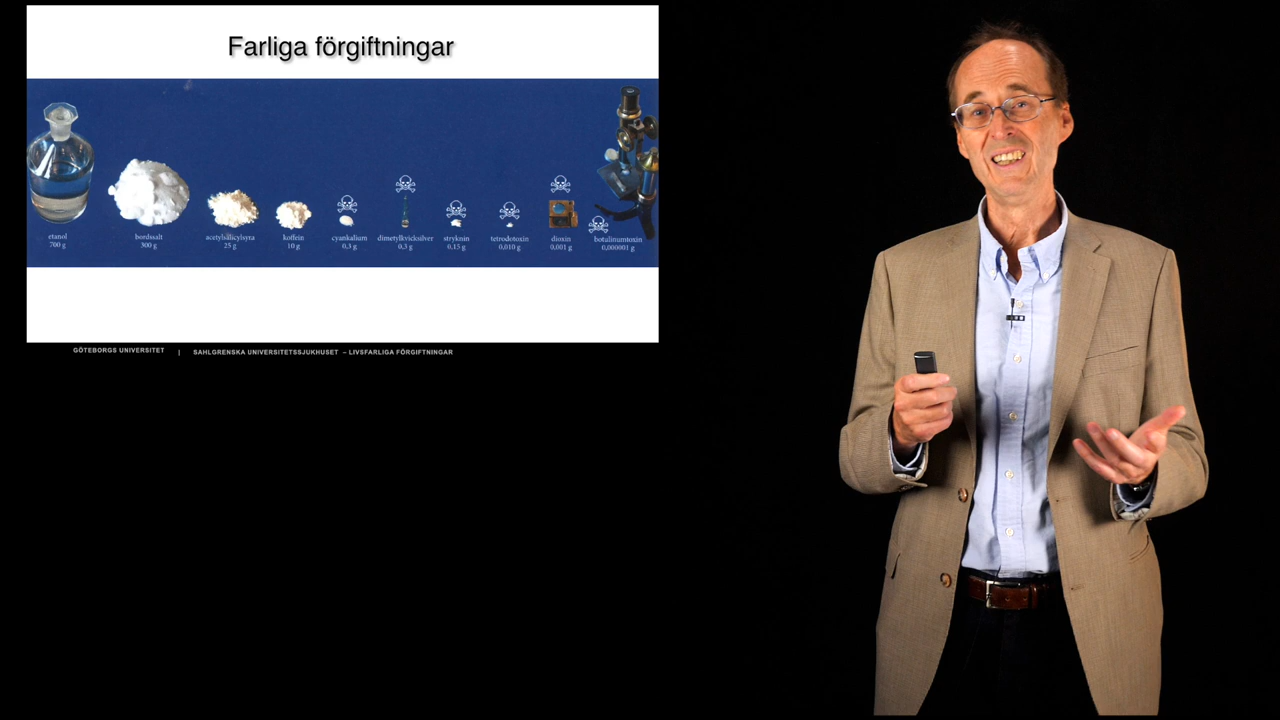 Farliga förgiftningar
etanol
700 g
bordssalt
300 g
acetylsalicylsyra
25 g
koffein
10 g
cyankalium
0,3 g
dimetylkvicksilver
0,3 g
stryknin
0,15 g
tetrodotoxin
0,010 g
dioxin
0,001 g
botulinumtoxin
0,000001 g
GÖTEBORGS UNIVERSITET | SAHLGRENSKA UNIVERSITETSSJUKHUSET – LIVSFARLIGA FÖRGIFTNINGAR